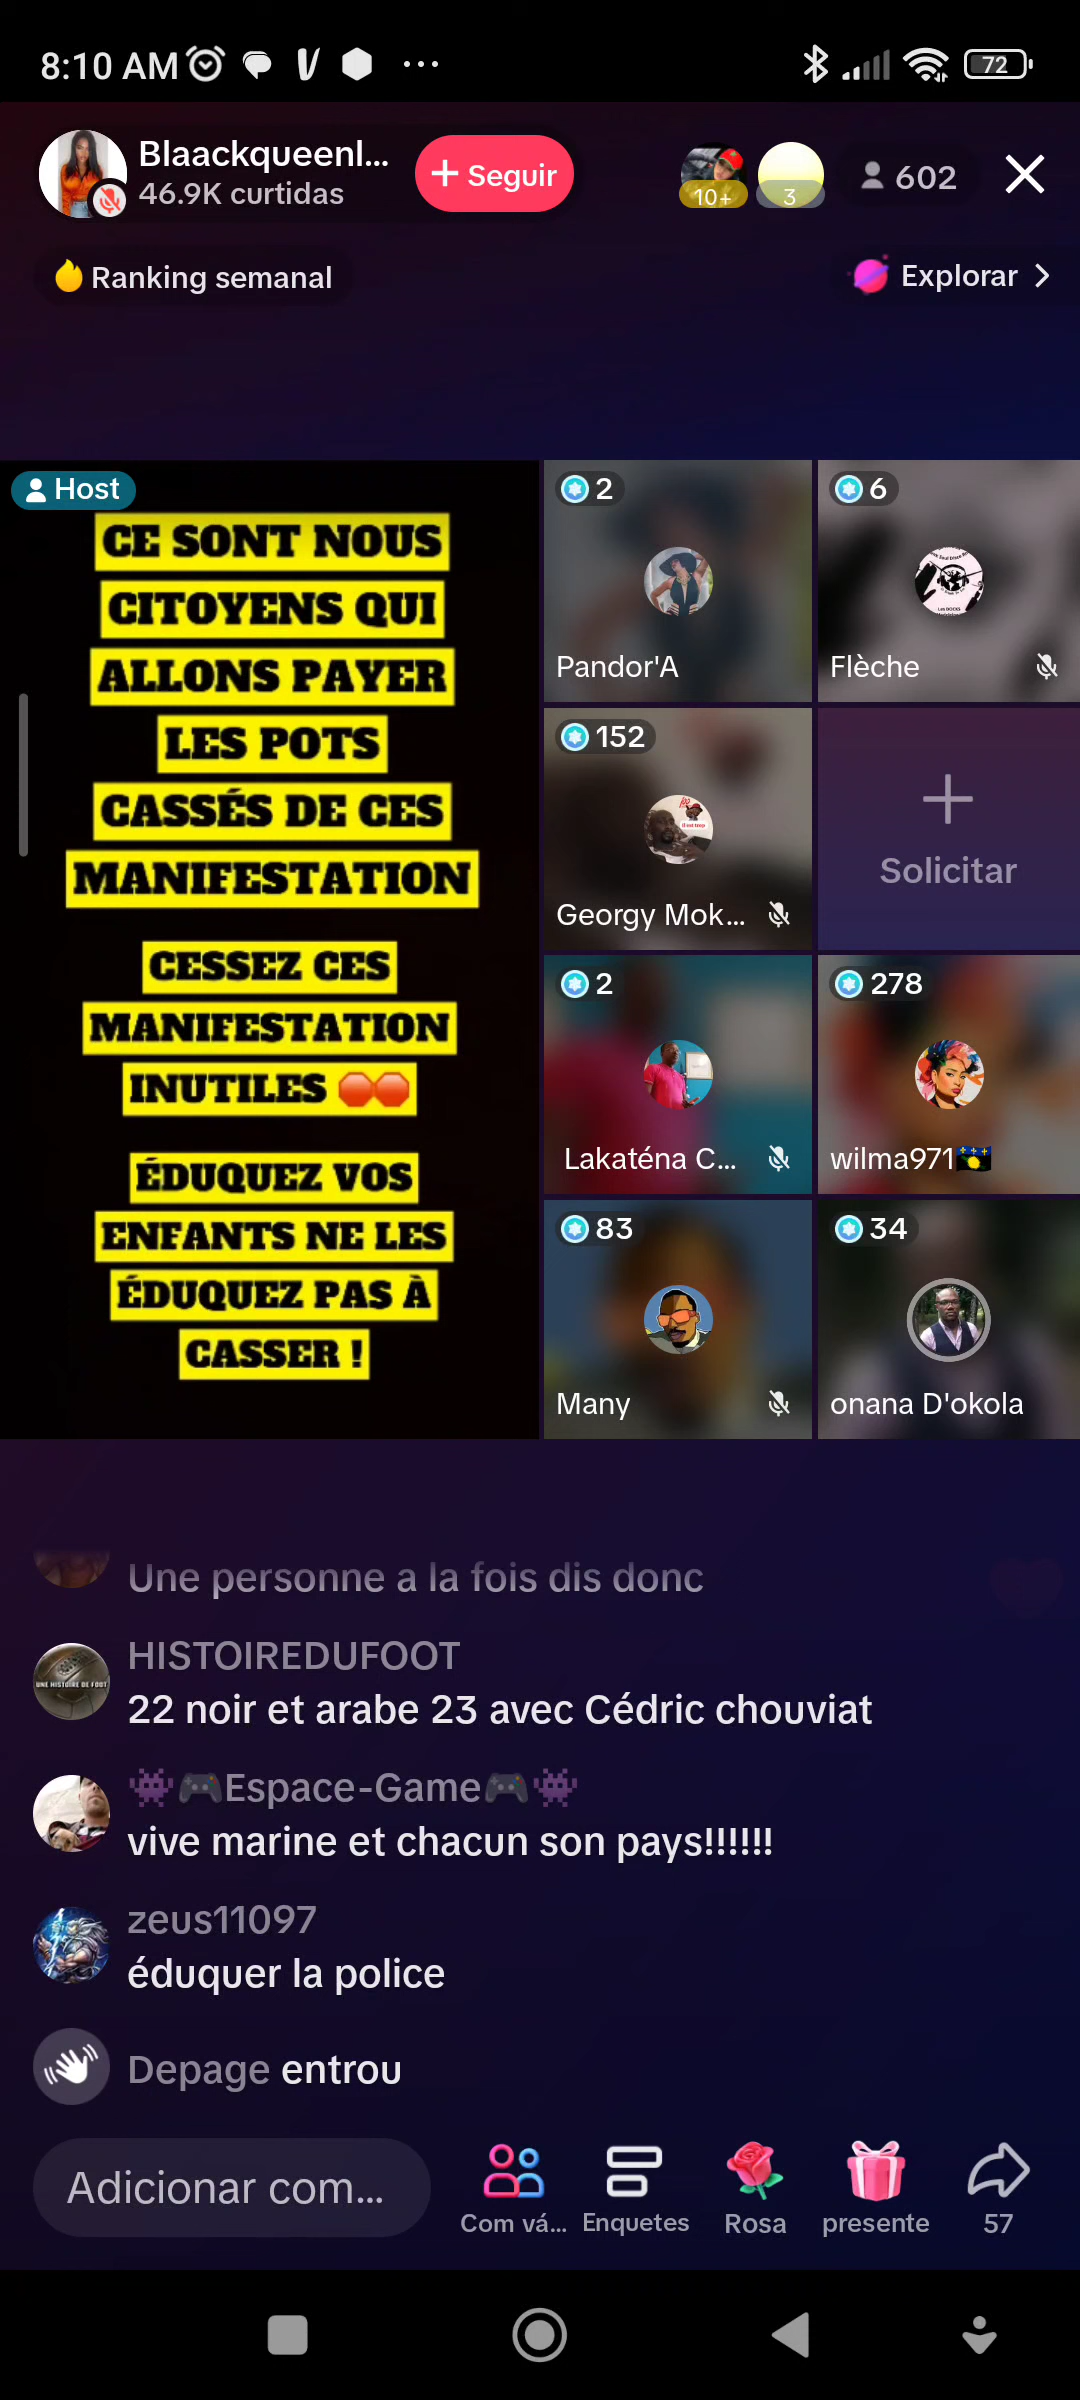 8:10 AM
72
Blaackqueenl...
46.9K curtidas
+ Seguir
10+
3
602
Ranking semanal
Explorar
Host
CE SONT NOUS
CITOYENS QUI
ALLONS PAYER
LES POTS
CASSÉS DE CES
MANIFESTATION
CESSEZ CES
MANIFESTATION
INUTILES 🛑🛑
ÉDUQUEZ VOS
ENFANTS NE LES
ÉDUQUEZ PAS À
CASSER !
2
Pandor'A
6
Flèche
152
Georgy Mok...
Solicitar
2
Lakaténa C...
278
wilma971
83
Many
34
onana D'okola
Une personne a la fois dis donc
HISTOIREDUFOOT
UNE HISTOIRE DE FOOT
22 noir et arabe 23 avec Cédric chouviat
👾🎮Espace-Game🎮👾
vive marine et chacun son pays!!!!!!
zeus11097
éduquer la police
Depage entrou
Adicionar com...
Com vá...
Enquetes
Rosa
presente
57